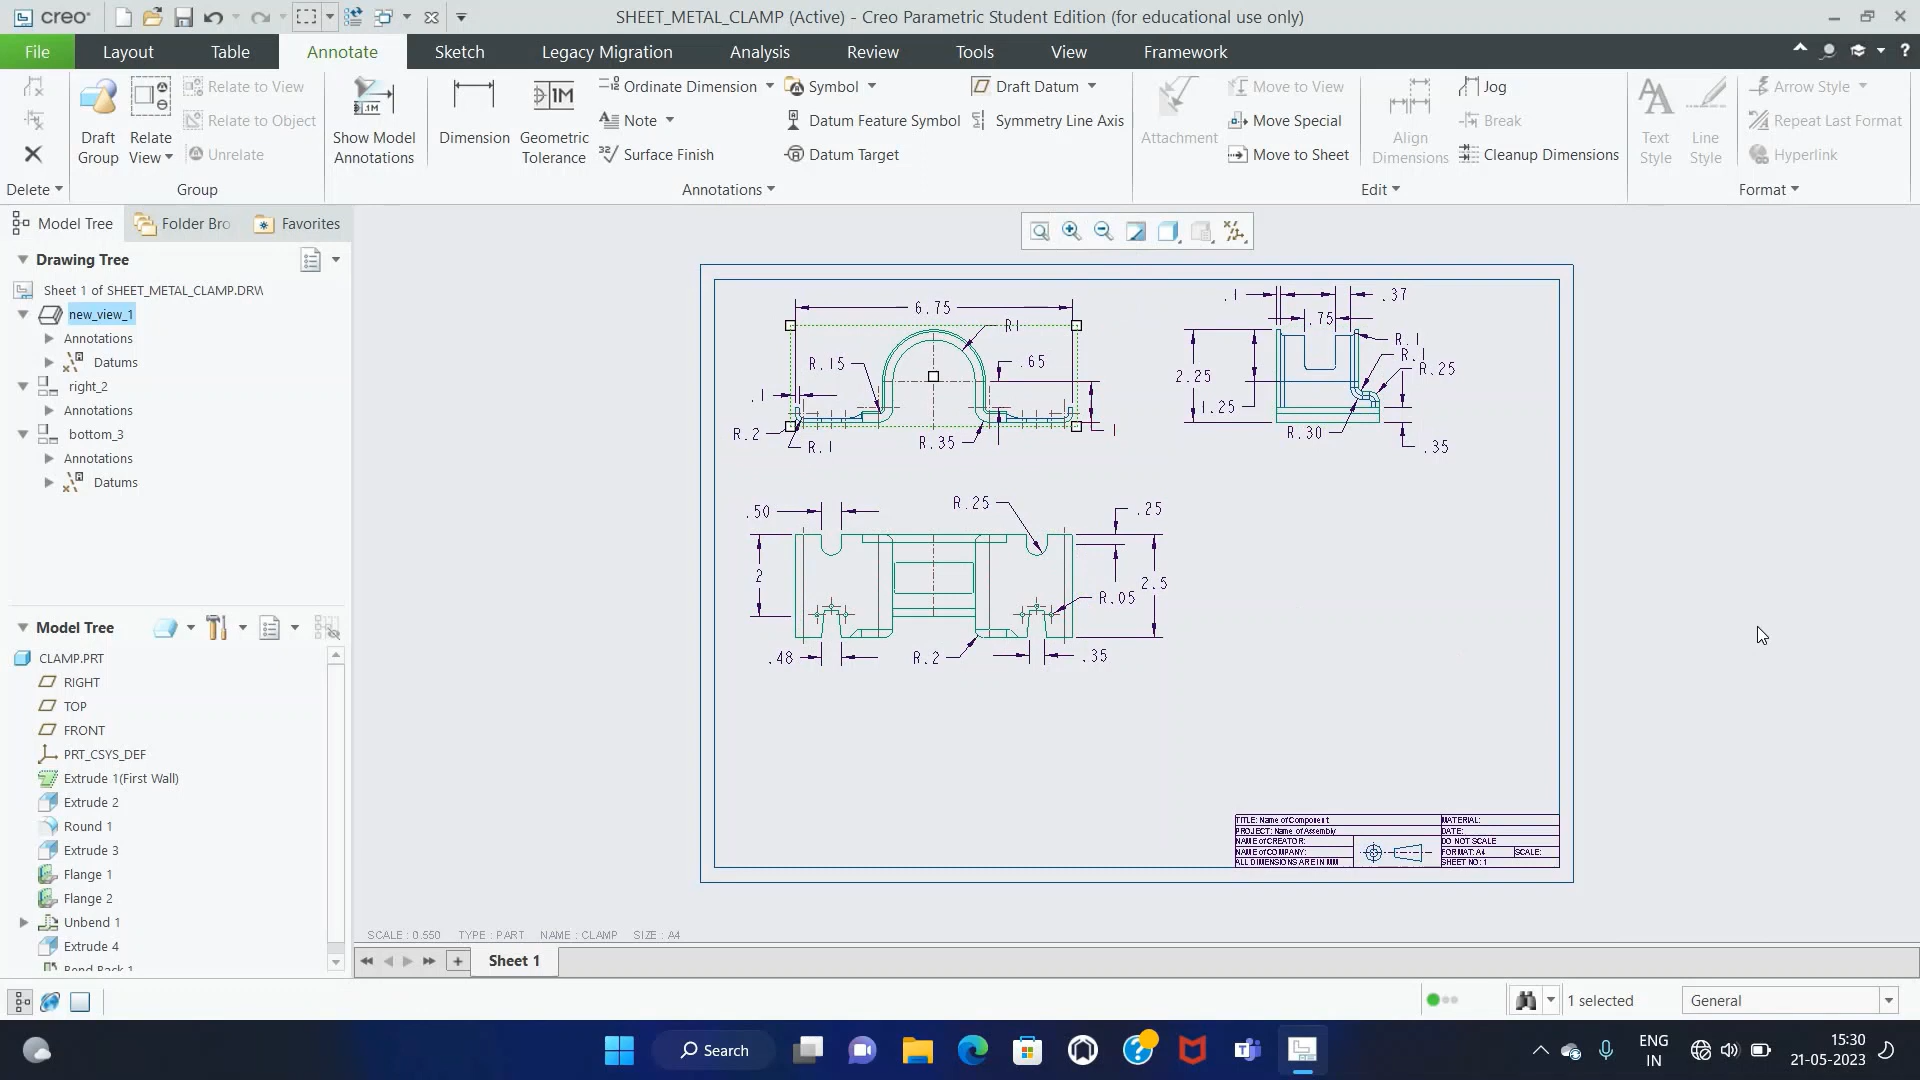 creo
SHEET_METAL_CLAMP (Active) - Creo Parametric Student Edition (for educational use only)
File
Layout
Table
Annotate
Sketch
Legacy Migration
Analysis
Review
Tools
View
Framework
Draft Group
Relate View
Relate to View
Relate to Object
Unrelate
Show Model Annotations
Dimension
Geometric Tolerance
Ordinate Dimension
Note
Surface Finish
Symbol
Datum Feature Symbol
Datum Target
Draft Datum
Symmetry Line Axis
Attachment
Move to View
Move Special
Move to Sheet
Align Dimensions
Jog
Break
Cleanup Dimensions
Text Style
Line Style
Arrow Style
Repeat Last Format
Hyperlink
Delete
Group
Annotations
Edit
Format
Model Tree
Folder Bro
Favorites
Drawing Tree
Sheet 1 of SHEET_METAL_CLAMP.DRW
new_view_1
Annotations
Datums
right_2
Annotations
bottom_3
Annotations
Datums
Model Tree
CLAMP.PRT
RIGHT
TOP
FRONT
PRT_CSYS_DEF
Extrude 1(First Wall)
Extrude 2
Round 1
Extrude 3
Flange 1
Flange 2
Unbend 1
Extrude 4
Bend Back 1
6.75
R1
R.15
.65
.1
R.2
R.1
R.35
1
.1
.37
.75
R.1
R.1
R.25
2.25
1.25
R.30
.35
.50
R.25
.25
2
2.5
R.05
.48
R.2
.35
TITLE: Name of Component
MATERIAL:
PROJECT: Name of Assembly
DATE:
NAME of CREATOR:
DO NOT SCALE
NAME of COMPANY:
FORMAT: A4
SCALE:
ALL DIMENSIONS ARE IN MM
SHEET NO: 1
SCALE : 0.550 TYPE : PART NAME : CLAMP SIZE : A4
Sheet 1
1 selected
General
Search
ENG
IN
15:30
21-05-2023